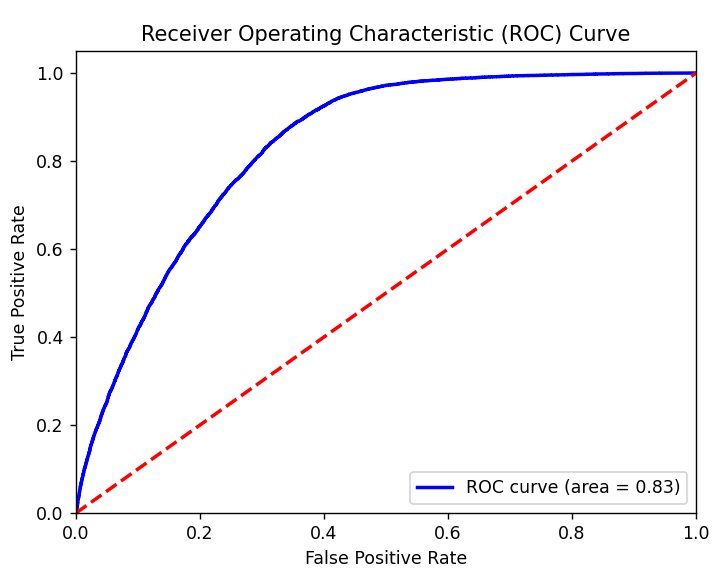 Receiver Operating Characteristic (ROC) Curve
1.0
0.8
0.6
0.4
0.2
0.0
True Positive Rate
ROC curve (area = 0.83)
0.0 0.2 0.4 0.6 0.8 1.0
False Positive Rate